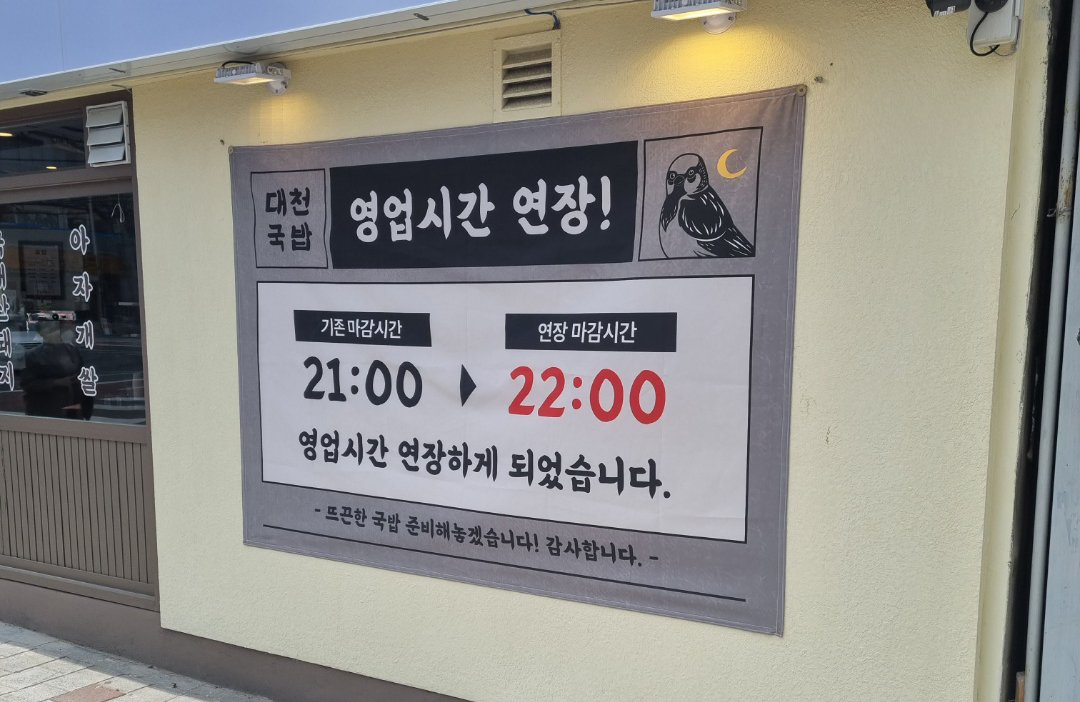 대천
국밥
영업시간 연장!
기존 마감시간
연장 마감시간
21:00
22:00
영업시간 연장하게 되었습니다.
- 뜨끈한 국밥 준비해놓겠습니다! 감사합니다. -
아자개쌀